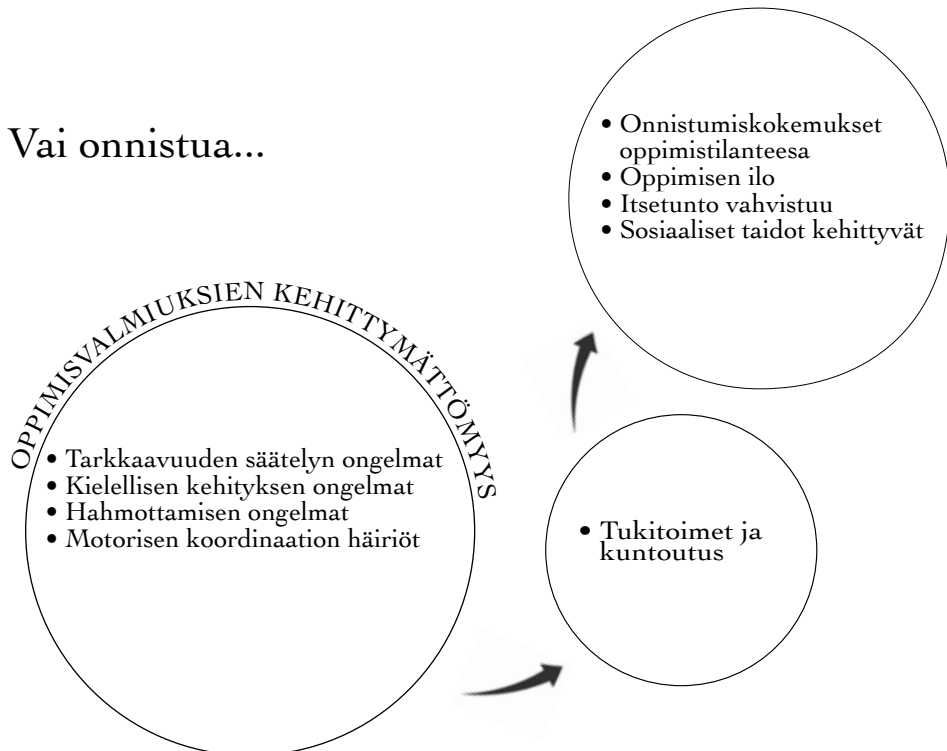 Vai onnistua...
OPPIMISVALMIUKSIEN KEHITTYMÄTTÖMYYS
• Tarkkaavuuden säätelyn ongelmat
• Kielellisen kehityksen ongelmat
• Hahmottamisen ongelmat
• Motorisen koordinaation häiriöt
• Tukitoimet ja
kuntoutus
• Onnistumiskokemukset
oppimistilanteesa
• Oppimisen ilo
• Itsetunto vahvistuu
• Sosiaaliset taidot kehittyvät